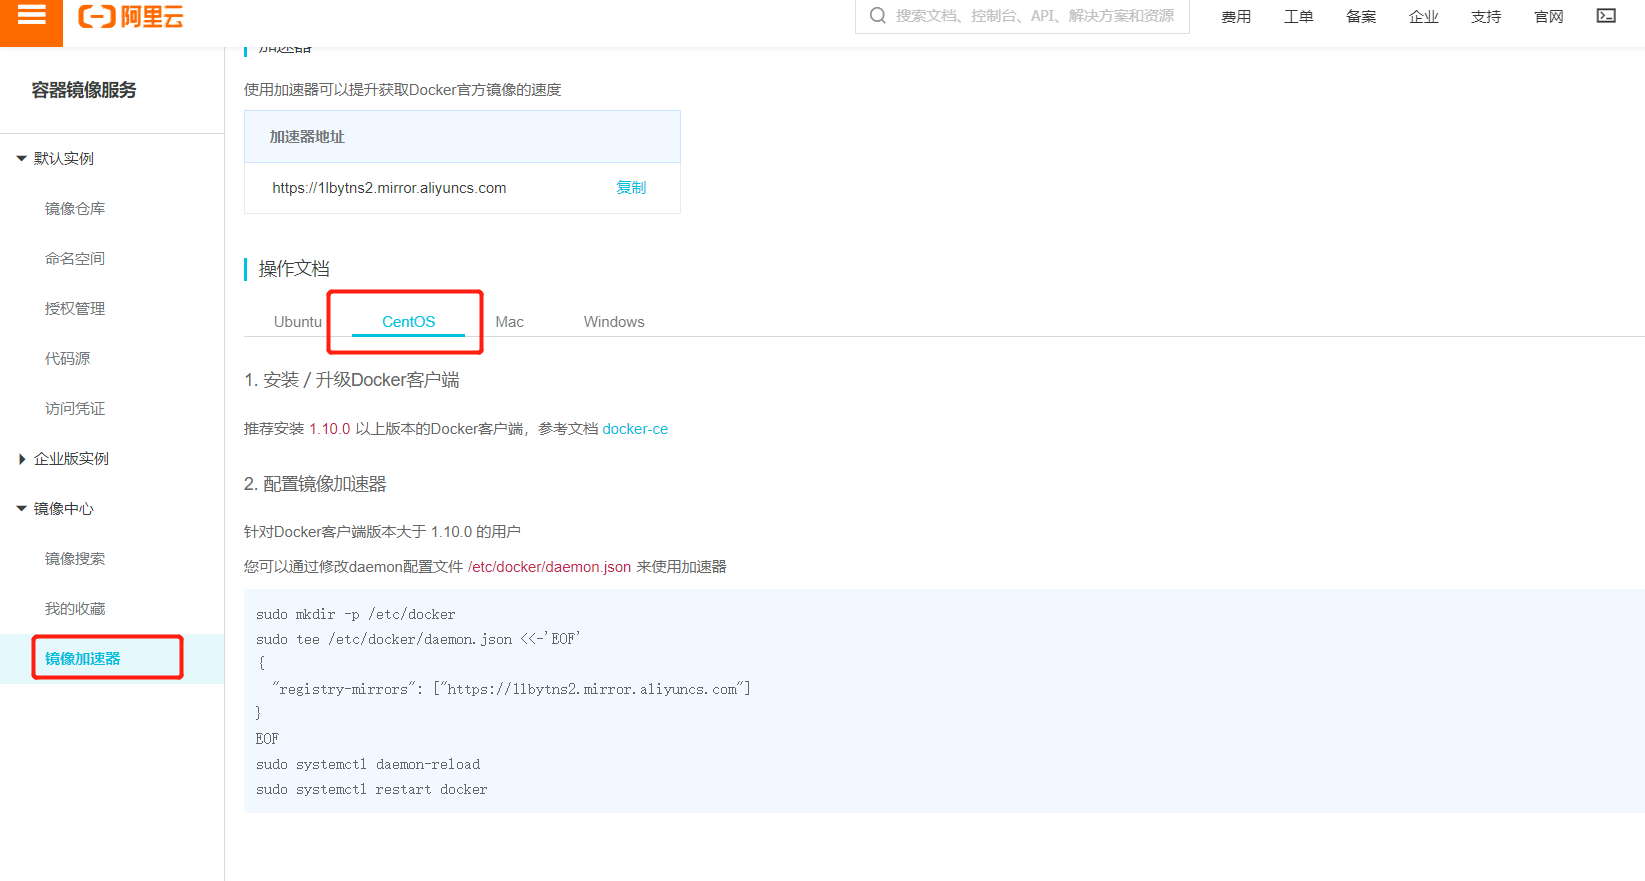 阿里云
搜索文档、控制台、API、解决方案和资源
费用
工单
备案
企业
支持
官网
容器镜像服务
默认实例
镜像仓库
命名空间
授权管理
代码源
访问凭证
企业版实例
镜像中心
镜像搜索
我的收藏
镜像加速器
加速器
使用加速器可以提升获取Docker官方镜像的速度
加速器地址
https://1lbytns2.mirror.aliyuncs.com 复制
操作文档
Ubuntu CentOS Mac Windows
1. 安装 / 升级Docker客户端
推荐安装 1.10.0 以上版本的Docker客户端，参考文档 docker-ce
2. 配置镜像加速器
针对Docker客户端版本大于 1.10.0 的用户
您可以通过修改daemon配置文件 /etc/docker/daemon.json 来使用加速器
sudo mkdir -p /etc/docker
sudo tee /etc/docker/daemon.json <<-'EOF'
{
"registry-mirrors": ["https://1lbytns2.mirror.aliyuncs.com"]
}
EOF
sudo systemctl daemon-reload
sudo systemctl restart docker